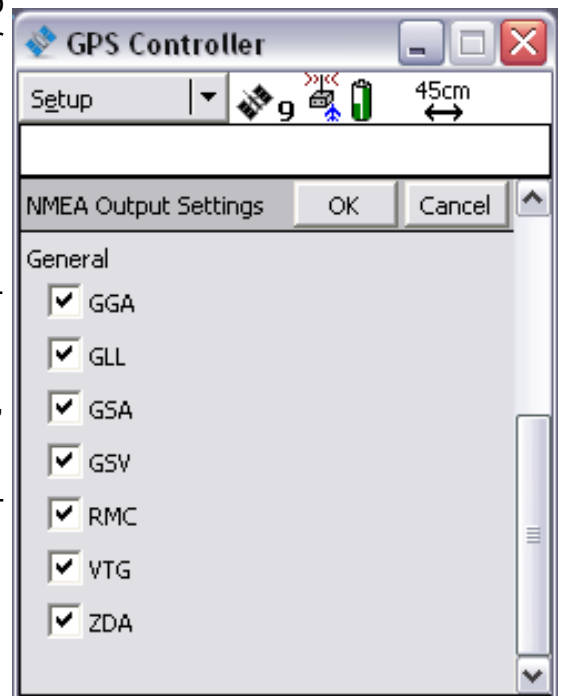 GPS Controller
Setup
9
45cm
NMEA Output Settings OK Cancel
General
GGA
GLL
GSA
GSV
RMC
VTG
ZDA